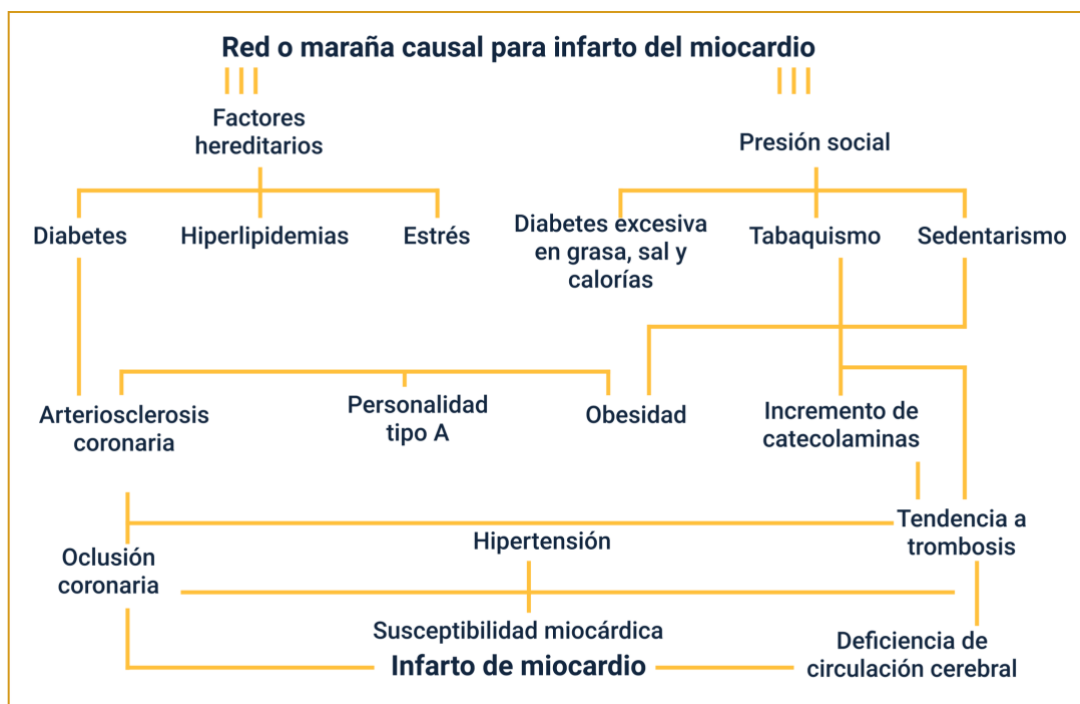 Red o maraña causal para infarto del miocardio
Factores
hereditarios
Presión social
Diabetes
Hiperlipidemias
Estrés
Diabetes excesiva
en grasa, sal y
calorías
Tabaquismo
Sedentarismo
Arteriosclerosis
coronaria
Personalidad
tipo A
Obesidad
Incremento de
catecolaminas
Tendencia a
trombosis
Hipertensión
Oclusión
coronaria
Susceptibilidad miocárdica
Infarto de miocardio
Deficiencia de
circulación cerebral